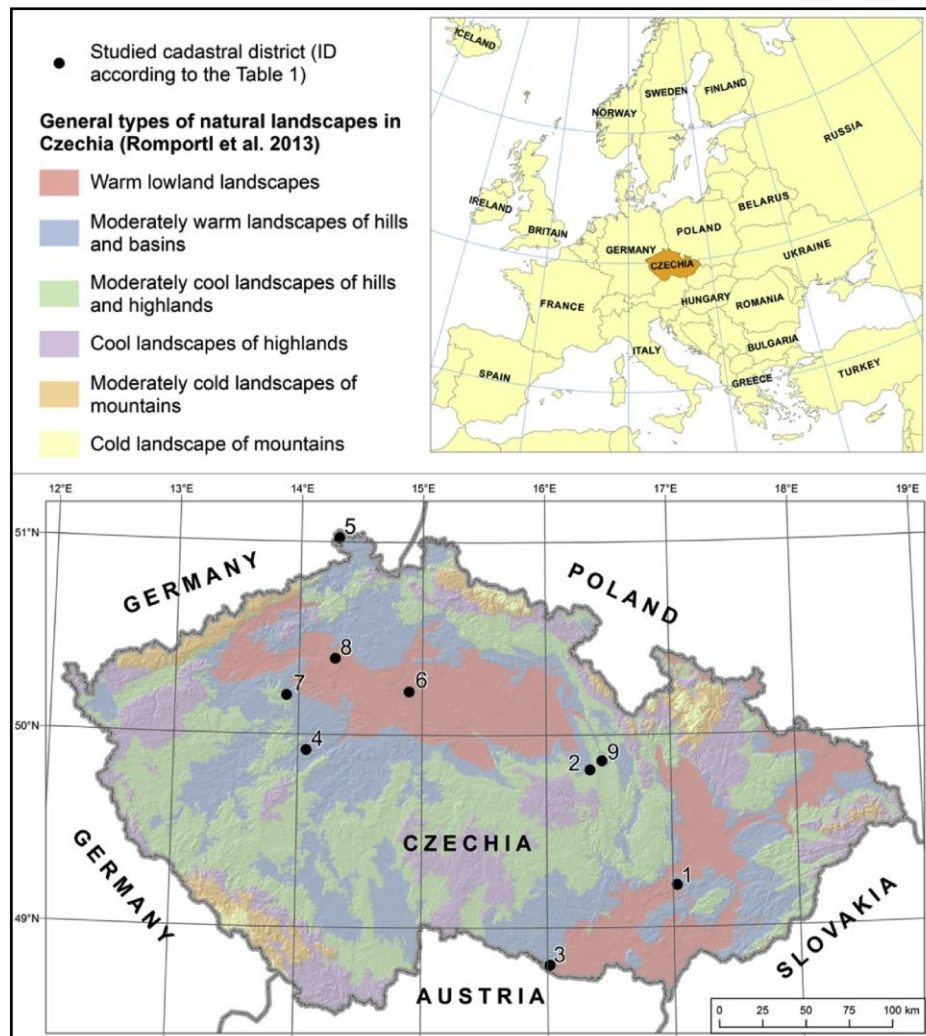 Studied cadastral district (ID
according to the Table 1)
General types of natural landscapes in
Czechia (Romportl et al. 2013)
Warm lowland landscapes
Moderately warm landscapes of hills
and basins
Moderately cool landscapes of hills
and highlands
Cool landscapes of highlands
Moderately cold landscapes of
mountains
Cold landscape of mountains
ICELAND
SWEDEN
FINLAND
NORWAY
RUSSIA
IRELAND
BRITAIN
BELARUS
POLAND
GERMANY
UKRAINE
CZECHIA
FRANCE
HUNGARY
ROMANIA
ITALY
BULGARIA
SPAIN
GREECE
TURKEY
12°E
13°E
14°E
15°E
16°E
17°E
18°E
19°E
51°N
5
GERMANY
POLAND
8
7
6
50°N
4
2
9
CZECHIA
GERMANY
1
49°N
SLOVAKIA
3
AUSTRIA
0 25 50 75 100 km